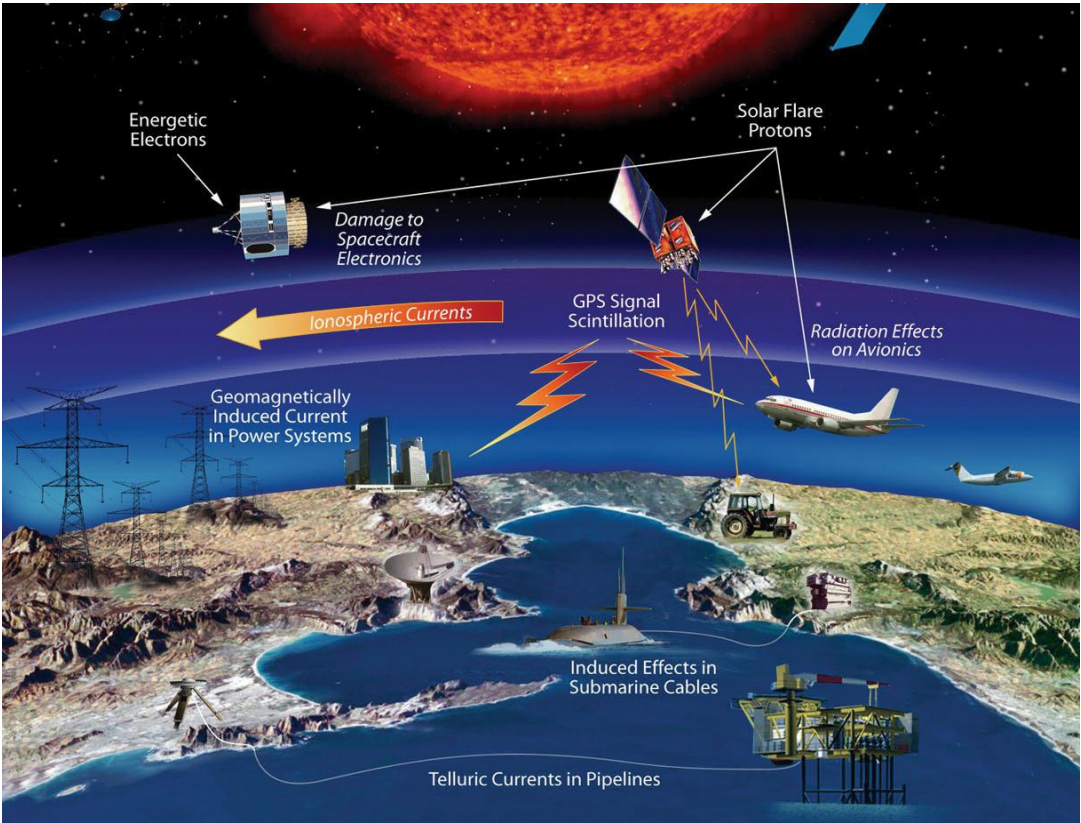 Energetic
Electrons
Solar Flare
Protons
Damage to
Spacecraft
Electronics
GPS Signal
Scintillation
Ionospheric Currents
Radiation Effects
on Avionics
Geomagnetically
Induced Current
in Power Systems
Induced Effects in
Submarine Cables
Telluric Currents in Pipelines